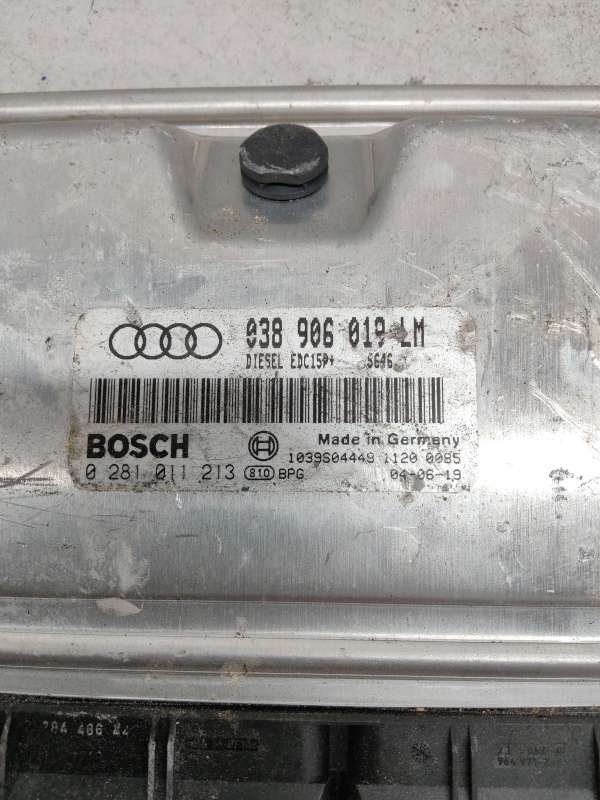 038 906 019 LM
DIESEL EDC15P+ 5646
BOSCH
Made in Germany
1039S04449 1120 0085
0 281 011 213 810 BPG 04-06-19